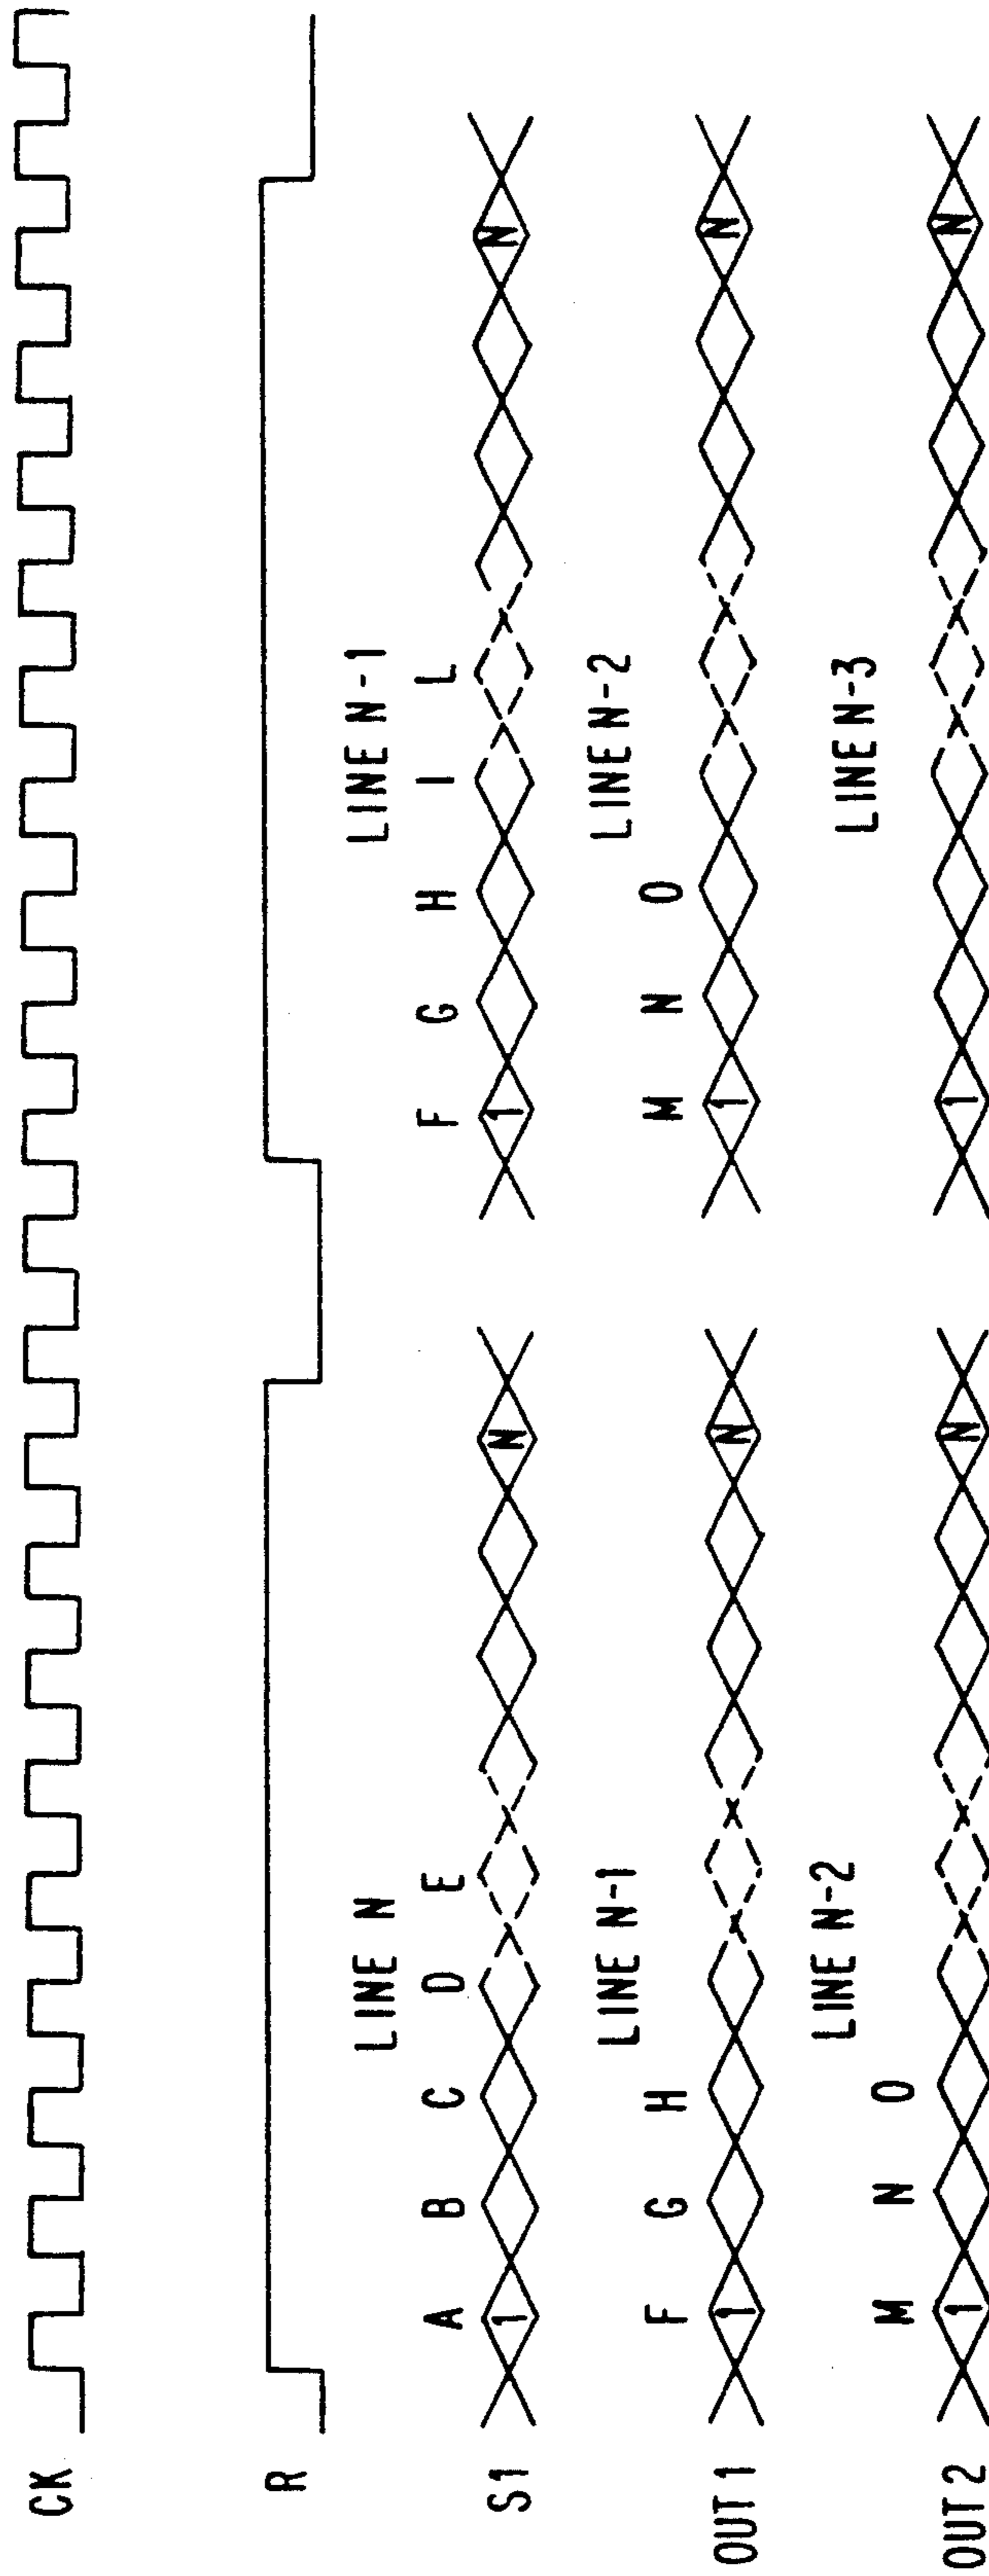 CK
R
LINE N LINE N-1
A B C D E F G H I L
S1 1 N 1 N
LINE N-1 LINE N-2
F G H M N O
OUT 1 1 N 1 N
LINE N-2 LINE N-3
M N O
OUT 2 1 N 1 N